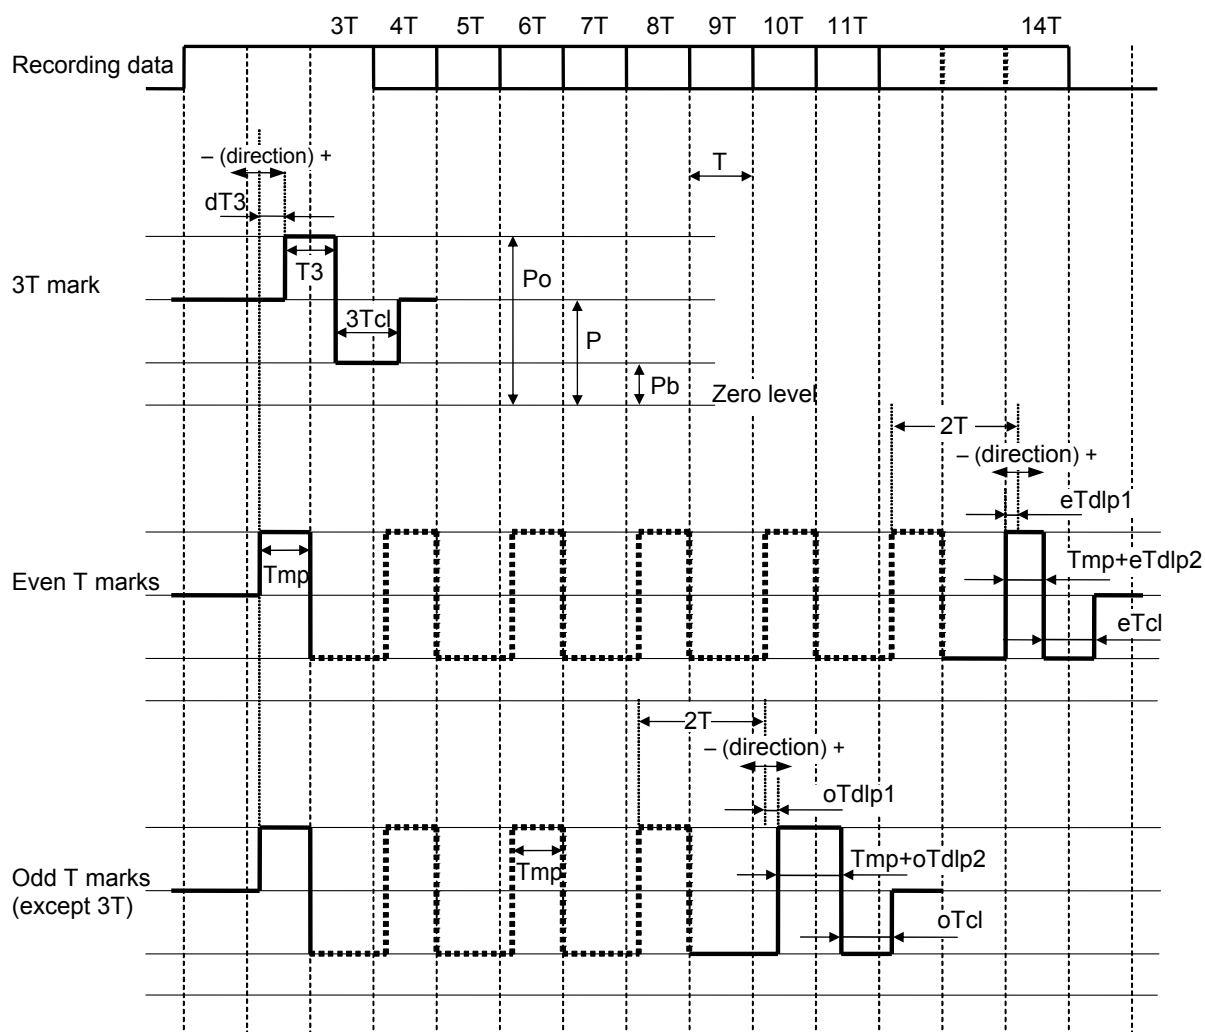 3T 4T 5T 6T 7T 8T 9T 10T 11T 14T
Recording data
– (direction) +
T
dT3
T3
Po
3T mark
3Tcl
P
Pb
Zero level
2T
– (direction) +
eTdlp1
Tmp+eTdlp2
Tmp
Even T marks
eTcl
2T
– (direction) +
oTdlp1
Tmp+oTdlp2
Tmp
Odd T marks
(except 3T)
oTcl